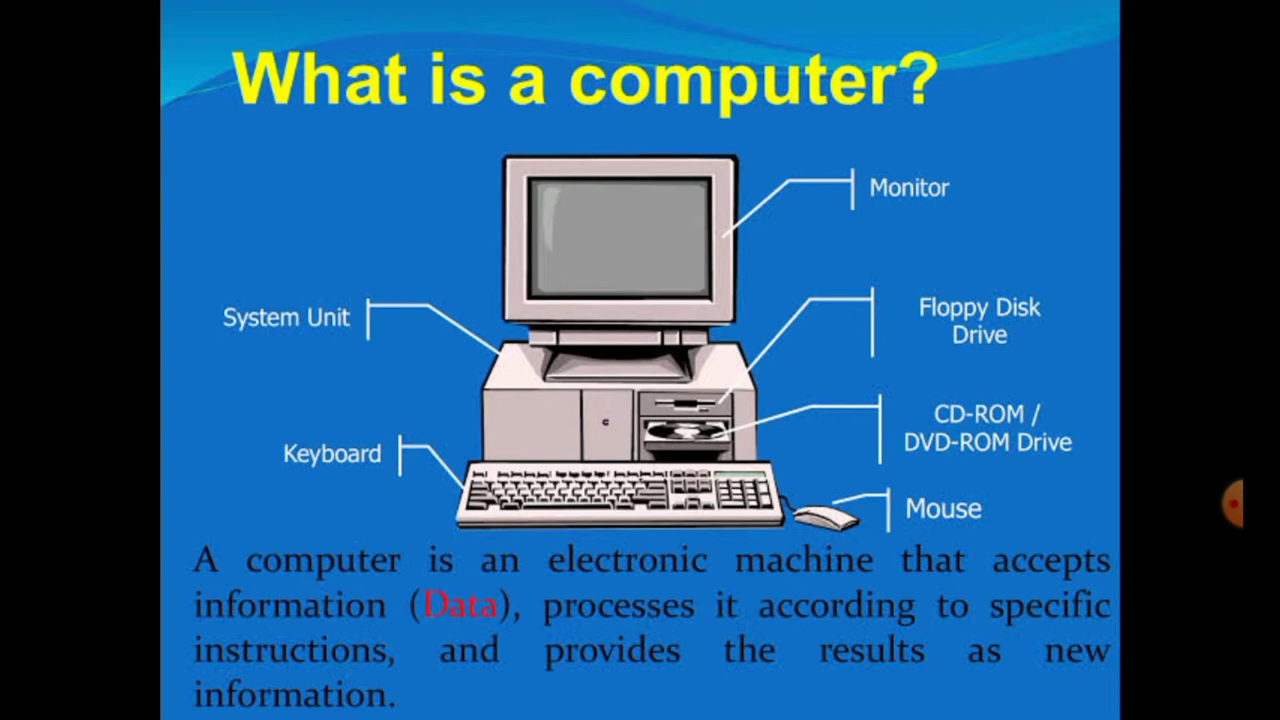 What is a computer?
Monitor
System Unit
Floppy Disk
Drive
CD-ROM /
DVD-ROM Drive
Keyboard
Mouse
A computer is an electronic machine that accepts
information (Data), processes it according to specific
instructions, and provides the results as new
information.